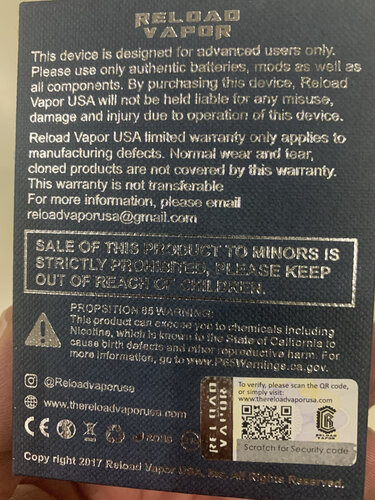 RELOAD
VAPOR
This device is designed for advanced users only.
Please use only authentic batteries, mods as well as
all components. By purchasing this device, Reload
Vapor USA will not be held liable for any misuse,
damage and injury due to operation of this device.
Reload Vapor USA limited warranty only applies to
manufacturing defects. Normal wear and tear,
cloned products are not covered by this warranty.
This warranty is not transferable
For more information, please email
reloadvaporusa@gmail.com
SALE OF THIS PRODUCT TO MINORS IS
STRICTLY PROHIBITED, PLEASE KEEP
OUT OF REACH OF CHILDREN.
PROPSITION 65 WARNING:
This product can expose you to chemicals including
Nicotine, which is known to the State of California to
cause birth defects and other reproductive harm. For
more information, go to www.P65Warnings.ca.gov.
@Reloadvaporusa
www.thereloadvaporusa.com
RELOAD
VAPOR
To verify, please scan the QR code,
or simply visit:
www.thereloadvaporusa.com
Scratch for Security code
Copy right 2017 Reload Vapor USA, Inc. All Rights Reserved